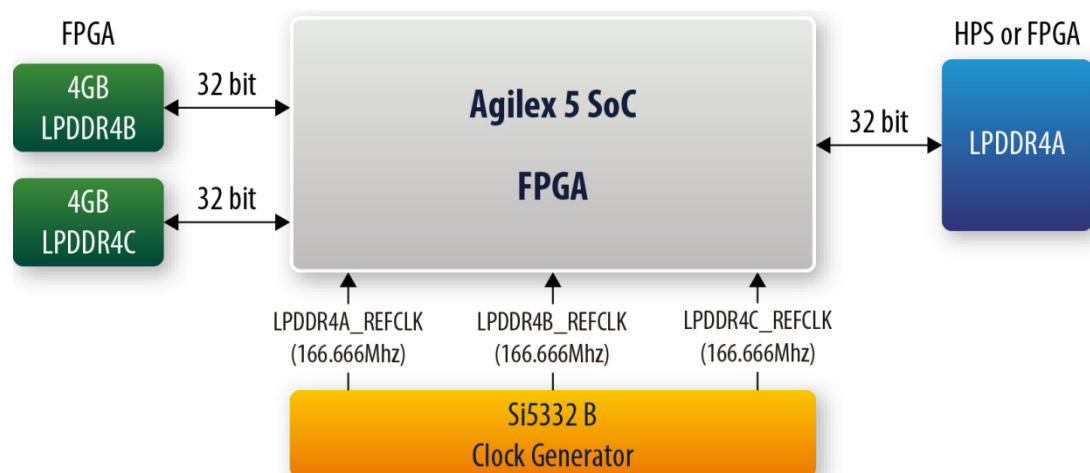 FPGA
4GB
LPDDR4B
32 bit
4GB
LPDDR4C
32 bit
Agilex 5 SoC
FPGA
32 bit
HPS or FPGA
LPDDR4A
LPDDR4A_REFCLK
(166.666Mhz)
LPDDR4B_REFCLK
(166.666Mhz)
LPDDR4C_REFCLK
(166.666Mhz)
Si5332 B
Clock Generator